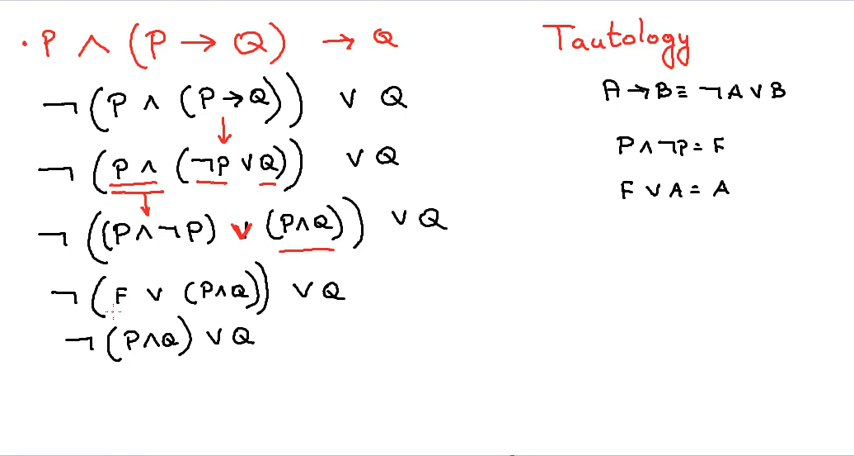 · P ∧ (P → Q) → Q
¬ (P ∧ (P → Q)) ∨ Q
¬ (P ∧ (¬P ∨ Q)) ∨ Q
¬ ((P ∧ ¬P) ∨ (P ∧ Q)) ∨ Q
¬ (F ∨ (P ∧ Q)) ∨ Q
¬ (P ∧ Q) ∨ Q
Tautology
A → B ≡ ¬A ∨ B
P ∧ ¬P = F
F ∨ A = A